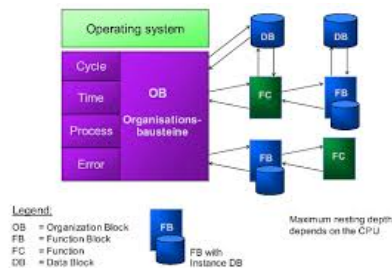 Operating system
DB
DB
Cycle
Time
Process
Error
OB
Organisations-
bausteine
FC
FB
FB
FC
Legend:
OB = Organization Block
FB = Function Block
FC = Function
DB = Data Block
FB
FB with
Instance DB
Maximum nesting depth
depends on the CPU